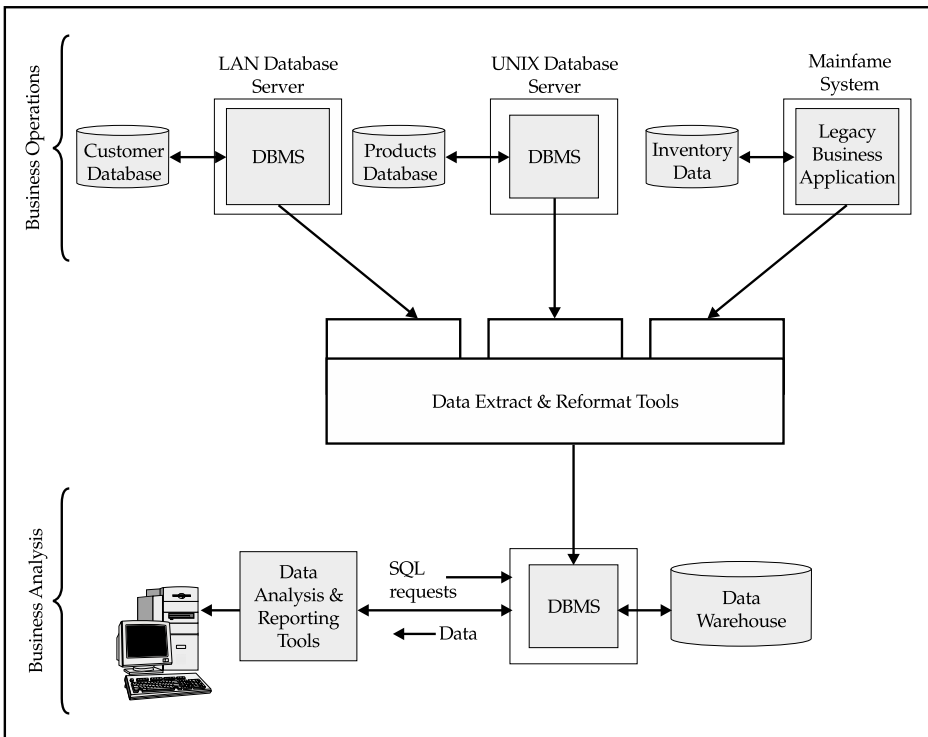 Business Operations
LAN Database
Server
UNIX Database
Server
Mainfame
System
Customer
Database
DBMS
Products
Database
DBMS
Inventory
Data
Legacy
Business
Application
Data Extract & Reformat Tools
Business Analysis
Data
Analysis &
Reporting
Tools
SQL
requests
Data
DBMS
Data
Warehouse